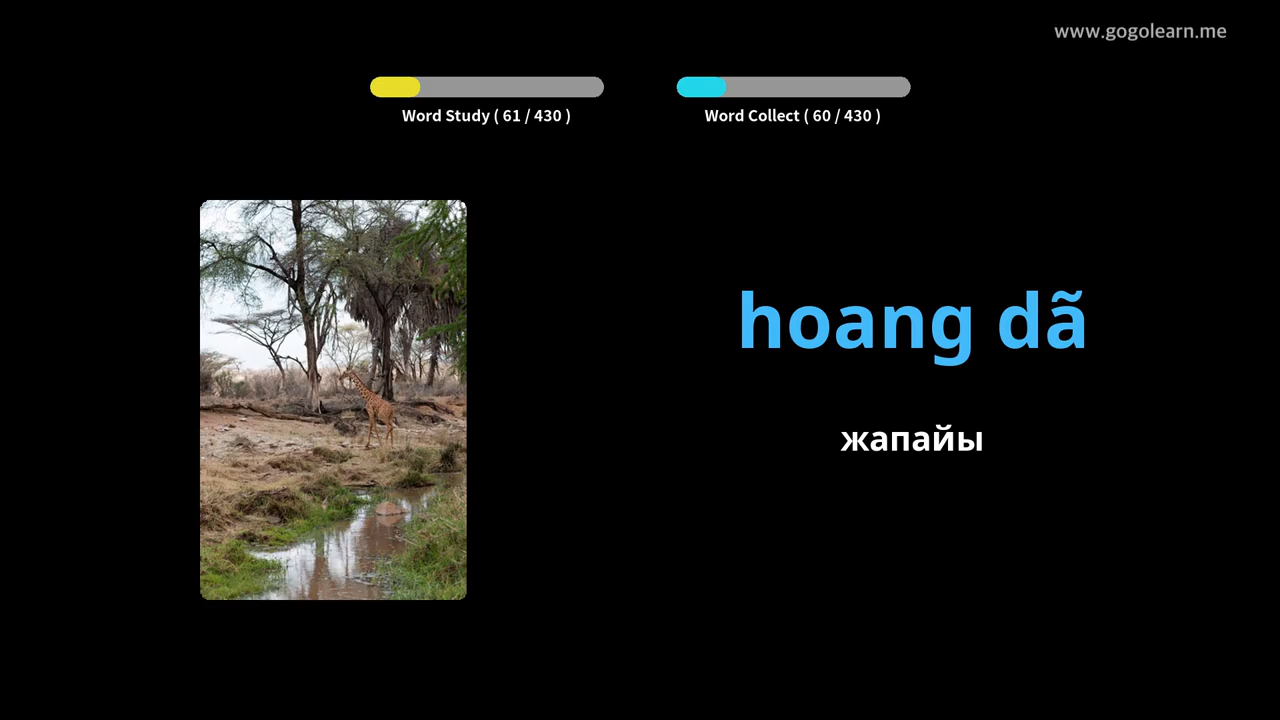 www.gogolearn.me
Word Study ( 61 / 430 )
Word Collect ( 60 / 430 )
hoang dã
жапайы